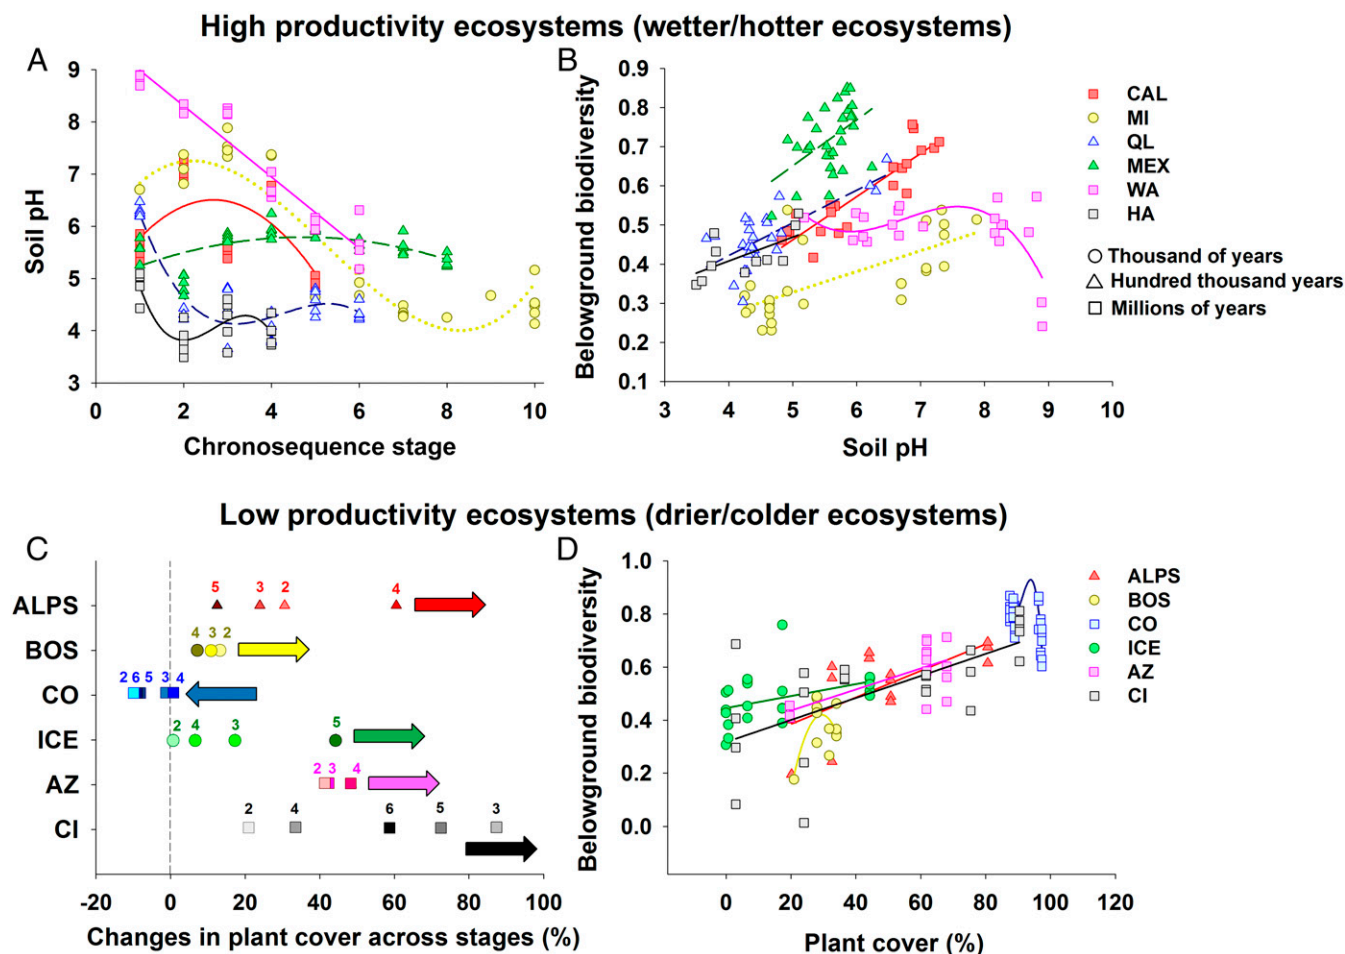 High productivity ecosystems (wetter/hotter ecosystems)
A
9
8
7
6
5
4
3
Soil pH
0
2
4
6
8
10
Chronosequence stage
B
0.9
0.8
0.7
0.6
0.5
0.4
0.3
0.2
0.1
Belowground biodiversity
3
4
5
6
7
8
9
10
Soil pH
CAL
MI
QL
MEX
WA
HA
Thousand of years
Hundred thousand years
Millions of years
Low productivity ecosystems (drier/colder ecosystems)
C
ALPS
5 3 2 4
BOS
4 3 2
CO
2 6 5 3 4
ICE
2 4 3 5
AZ
2 3 4
CI
2 4 6 5 3
-20
0
20
40
60
80
100
Changes in plant cover across stages (%)
D
1.0
0.8
0.6
0.4
0.2
0.0
Belowground biodiversity
0
20
40
60
80
100
120
Plant cover (%)
ALPS
BOS
CO
ICE
AZ
CI